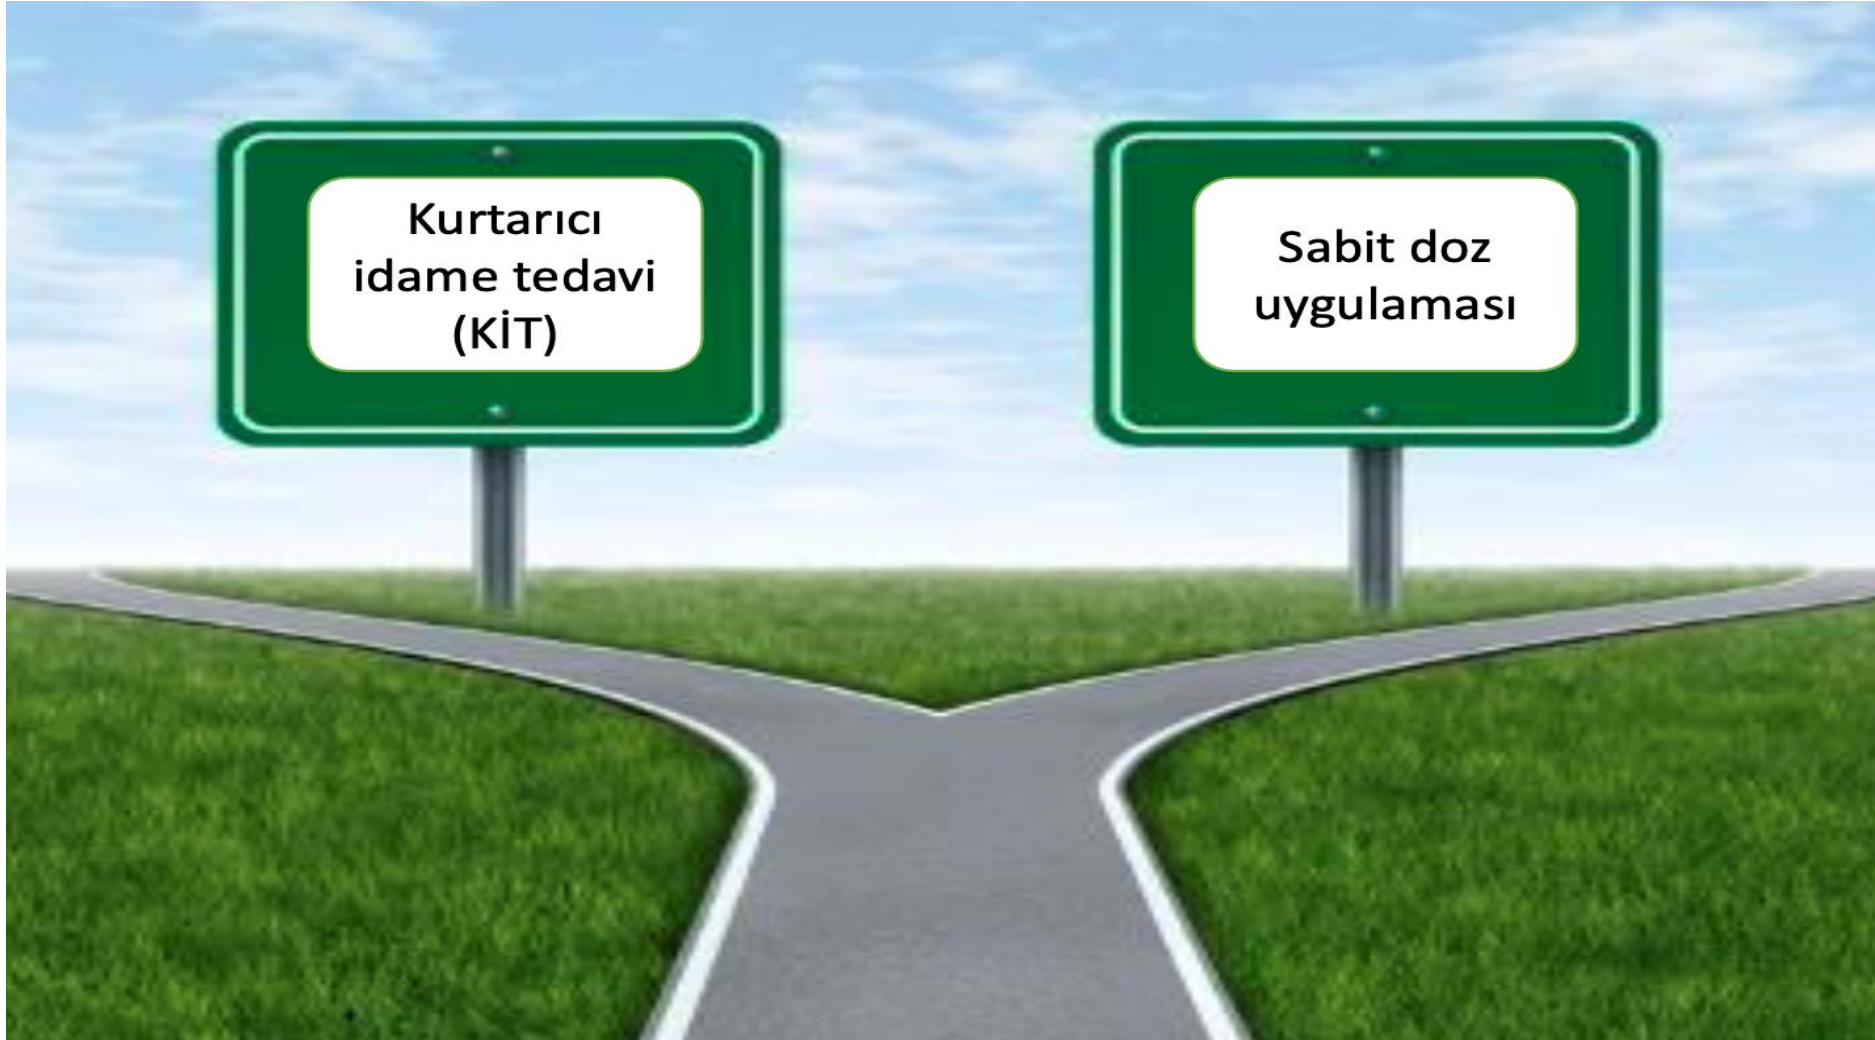 Kurtarıcı
idame tedavi
(KİT)
Sabit doz
uygulaması